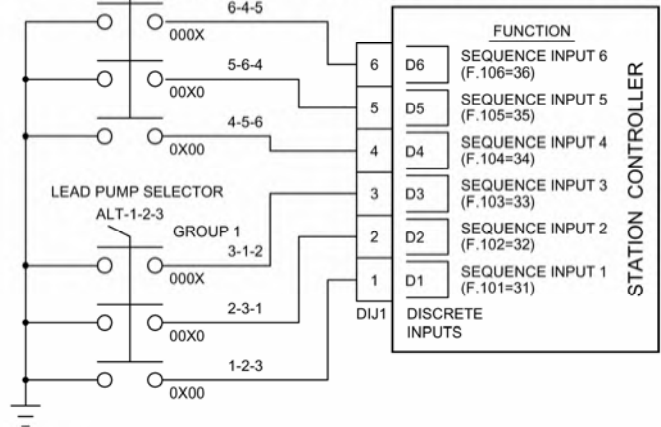 6-4-5
000X
5-6-4
00X0
4-5-6
0X00
LEAD PUMP SELECTOR
ALT-1-2-3
GROUP 1
3-1-2
000X
2-3-1
00X0
1-2-3
0X00
FUNCTION
6 D6 SEQUENCE INPUT 6
(F.106=36)
5 D5 SEQUENCE INPUT 5
(F.105=35)
4 D4 SEQUENCE INPUT 4
(F.104=34)
3 D3 SEQUENCE INPUT 3
(F.103=33)
2 D2 SEQUENCE INPUT 2
(F.102=32)
1 D1 SEQUENCE INPUT 1
(F.101=31)
DIJ1 DISCRETE
INPUTS
STATION CONTROLLER